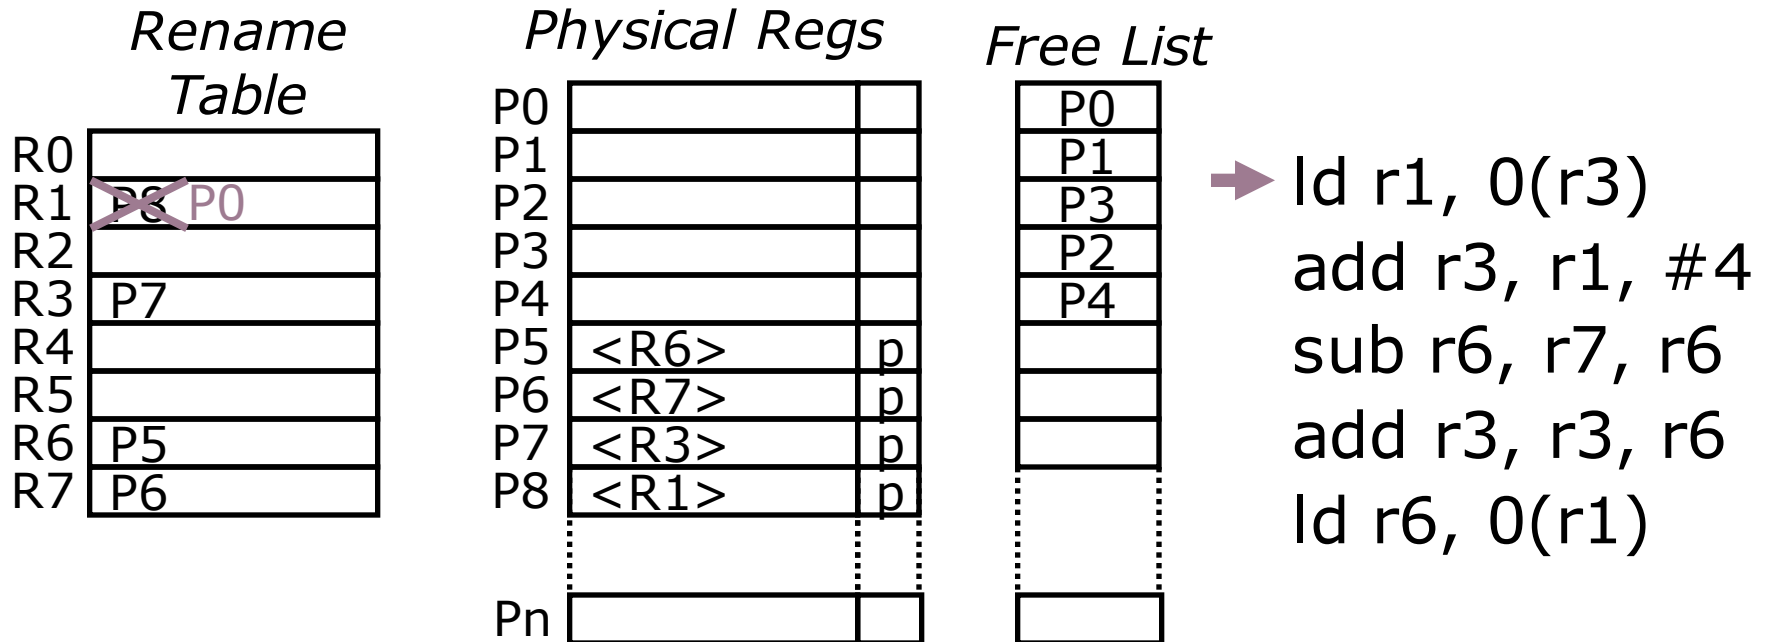 Rename
Table
R0
R1 P8 P0
R2
R3 P7
R4
R5
R6 P5
R7 P6
Physical Regs
P0
P1
P2
P3
P4
P5 <R6> p
P6 <R7> p
P7 <R3> p
P8 <R1> p
Pn
Free List
P0
P1
P3
P2
P4
ld r1, 0(r3)
add r3, r1, #4
sub r6, r7, r6
add r3, r3, r6
ld r6, 0(r1)